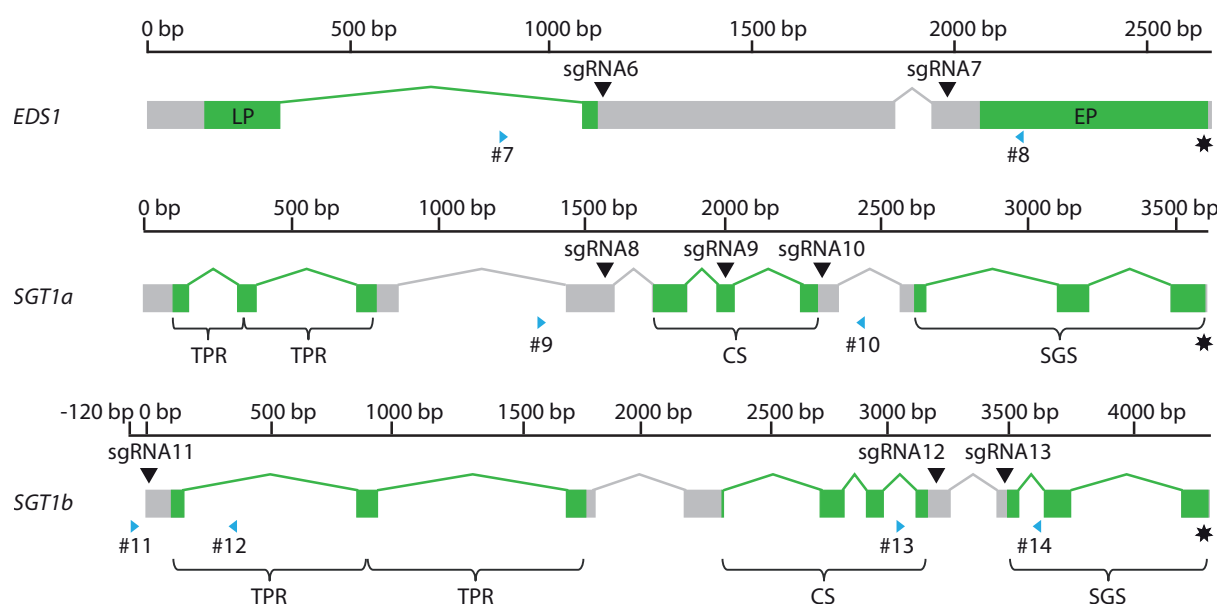 0 bp 500 bp 1000 bp 1500 bp 2000 bp 2500 bp
sgRNA6 sgRNA7
EDS1 LP EP
#7 #8
0 bp 500 bp 1000 bp 1500 bp 2000 bp 2500 bp 3000 bp 3500 bp
sgRNA8 sgRNA9 sgRNA10
SGT1a
#9 #10
TPR TPR CS SGS
-120 bp 0 bp 500 bp 1000 bp 1500 bp 2000 bp 2500 bp 3000 bp 3500 bp 4000 bp
sgRNA11 sgRNA12 sgRNA13
SGT1b
#11 #12 #13 #14
TPR TPR CS SGS